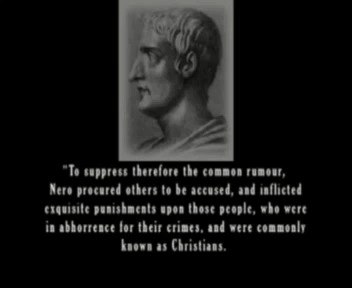 "To suppress therefore the common rumour,
Nero procured others to be accused, and inflicted
exquisite punishments upon those people, who were
in abhorrence for their crimes, and were commonly
known as Christians.